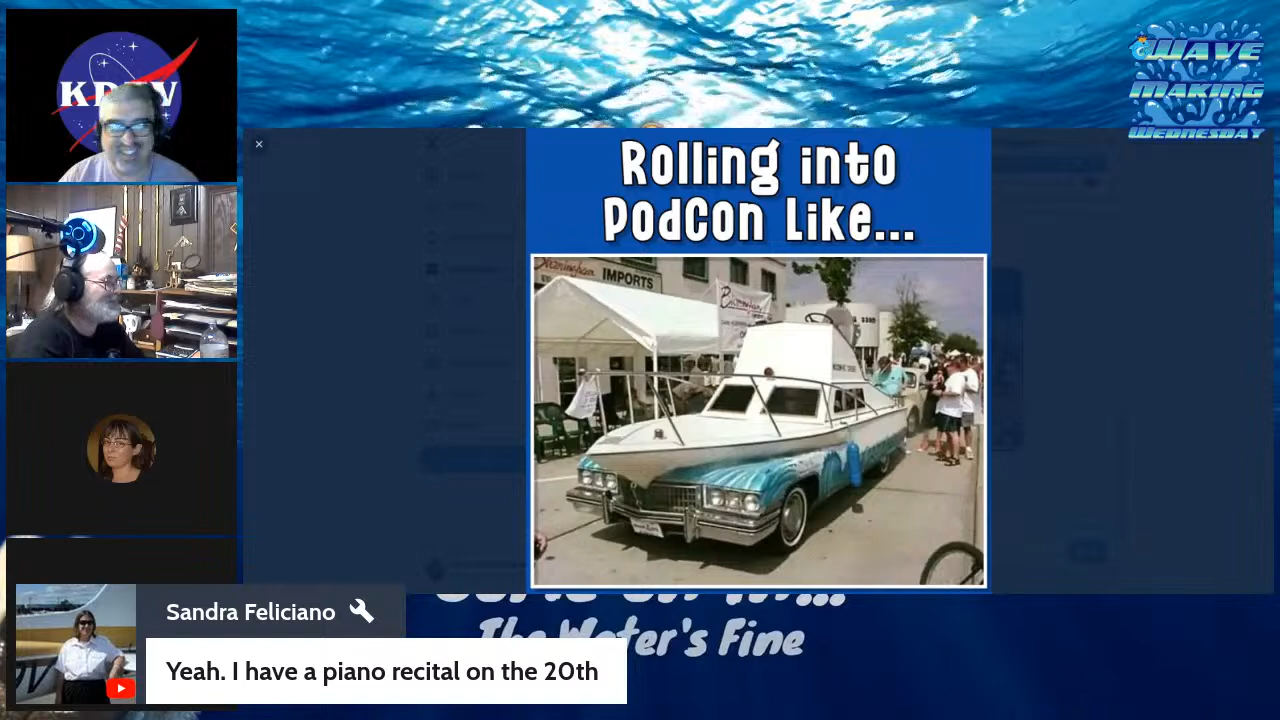 WAVE
MAKING
WEDNESDAY
Rolling into
PodCon Like...
IMPORTS
The Water's Fine
Sandra Feliciano
Yeah. I have a piano recital on the 20th